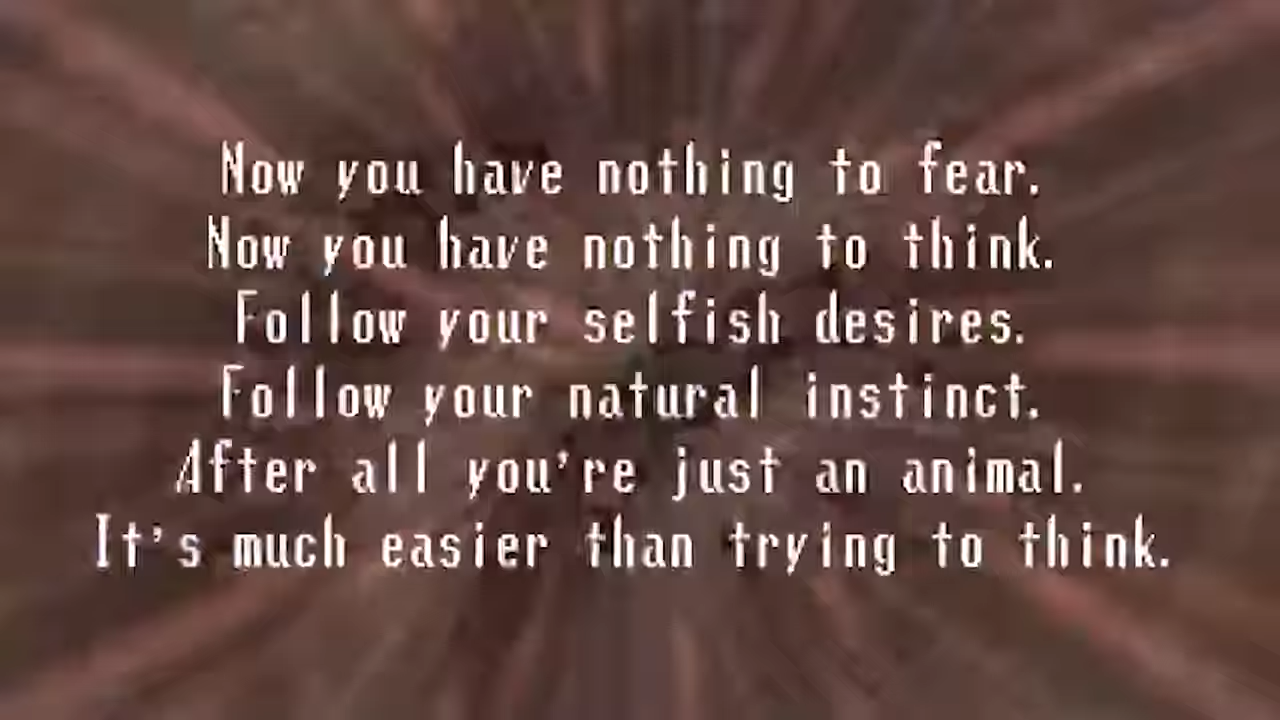 Now you have nothing to fear.
Now you have nothing to think.
Follow your selfish desires.
Follow your natural instinct.
After all you're just an animal.
It's much easier than trying to think.